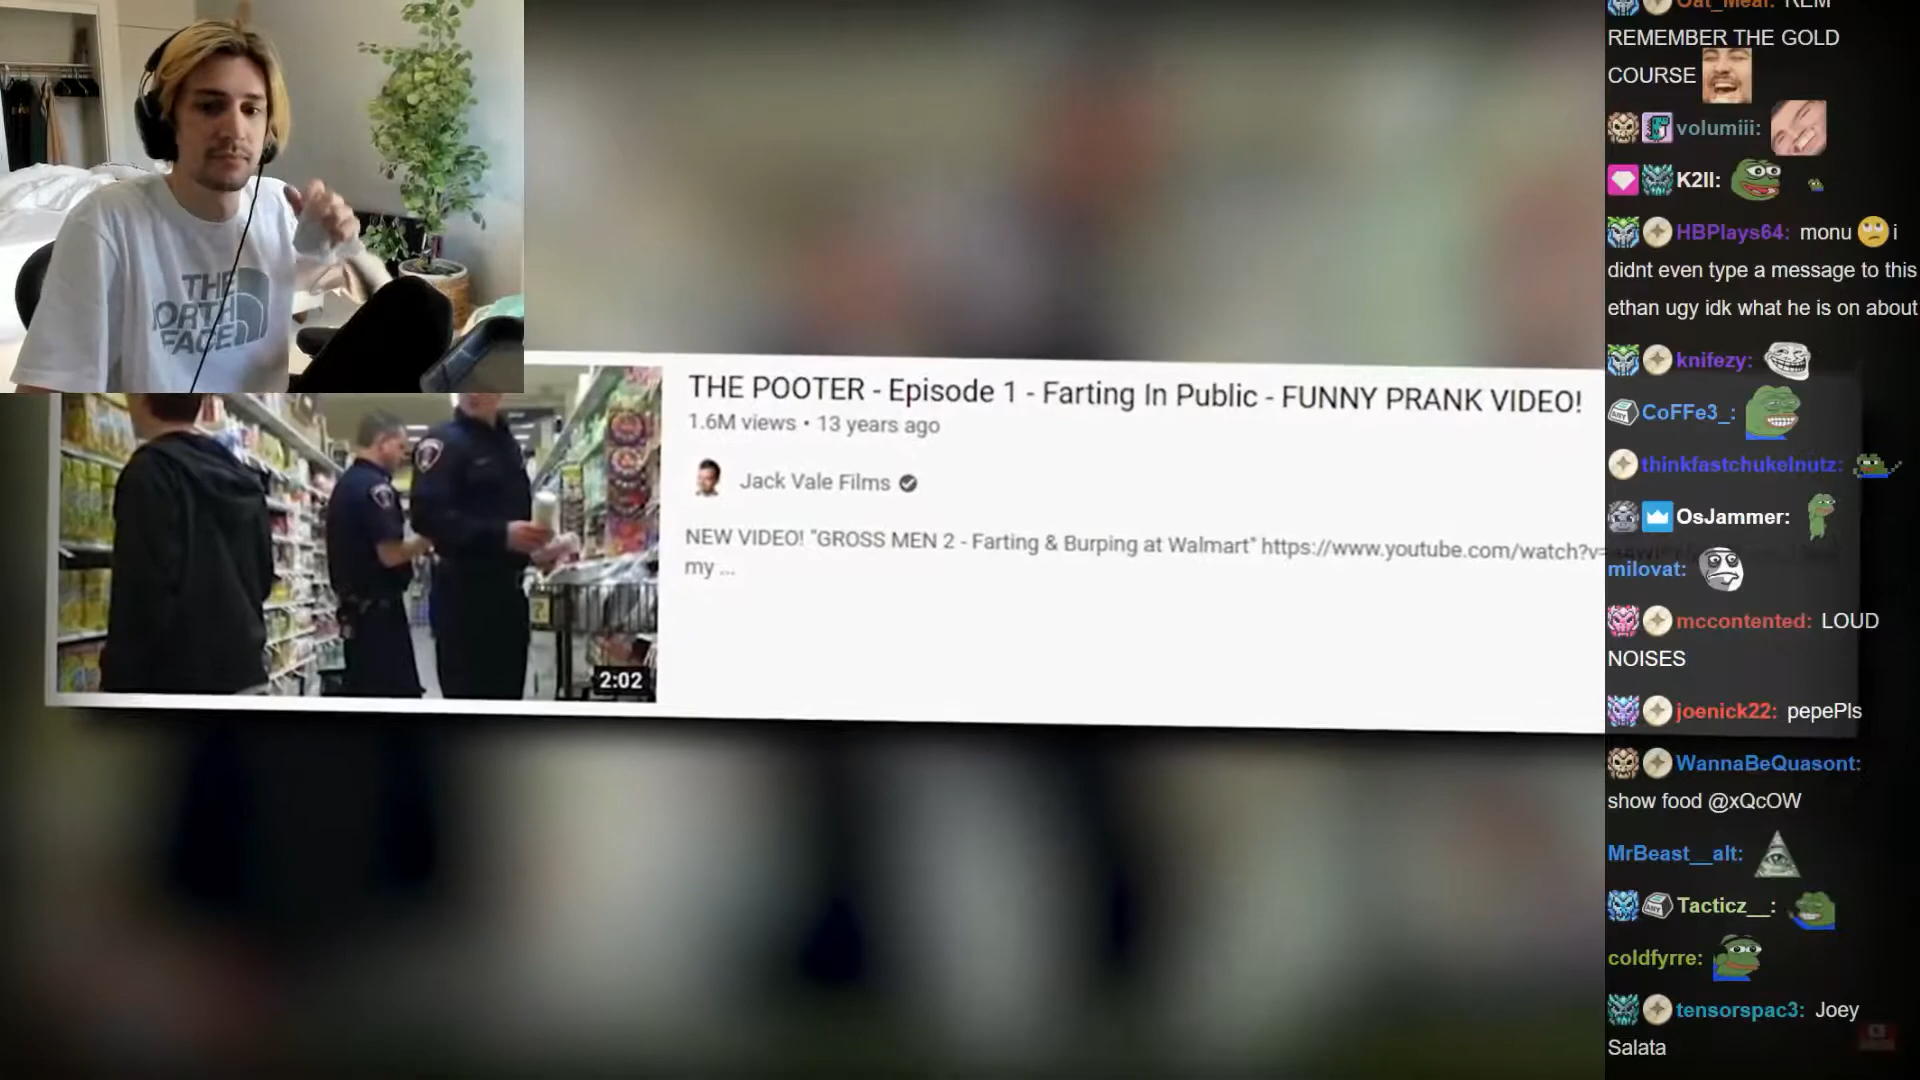 THE
NORTH
FACE
THE POOTER - Episode 1 - Farting In Public - FUNNY PRANK VIDEO!
1.6M views • 13 years ago
Jack Vale Films
NEW VIDEO! "GROSS MEN 2 - Farting & Burping at Walmart" https://www.youtube.com/watch?v=
my ...
2:02
Oat_Meal: REM
REMEMBER THE GOLD
COURSE
volumiii:
K2II:
HBPlays64: monu 🙄 i
didnt even type a message to this
ethan ugy idk what he is on about
knifezy:
CoFFe3_:
thinkfastchukelnutz:
OsJammer:
milovat:
mccontented: LOUD
NOISES
joenick22: pepePls
WannaBeQuasont:
show food @xQcOW
MrBeast__alt:
Tacticz__:
coldfyrre:
tensorspac3: Joey
Salata